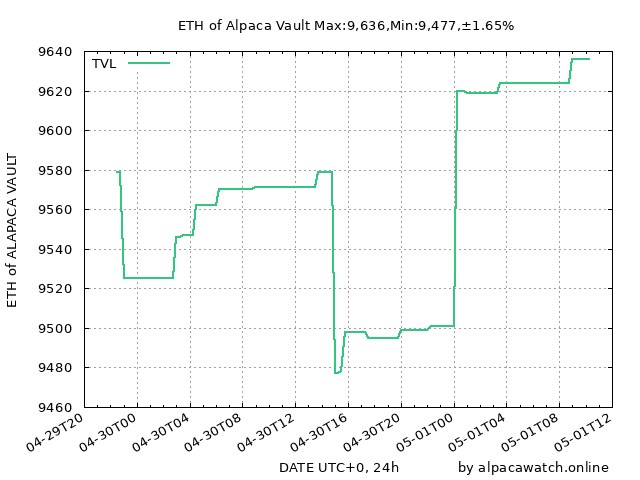 ETH of Alpaca Vault Max:9,636,Min:9,477,±1.65%
TVL
9640
9620
9600
9580
9560
9540
9520
9500
9480
9460
ETH of ALAPACA VAULT
04-29T20
04-30T00
04-30T04
04-30T08
04-30T12
04-30T16
04-30T20
05-01T00
05-01T04
05-01T08
05-01T12
DATE UTC+0, 24h
by alpacawatch.online